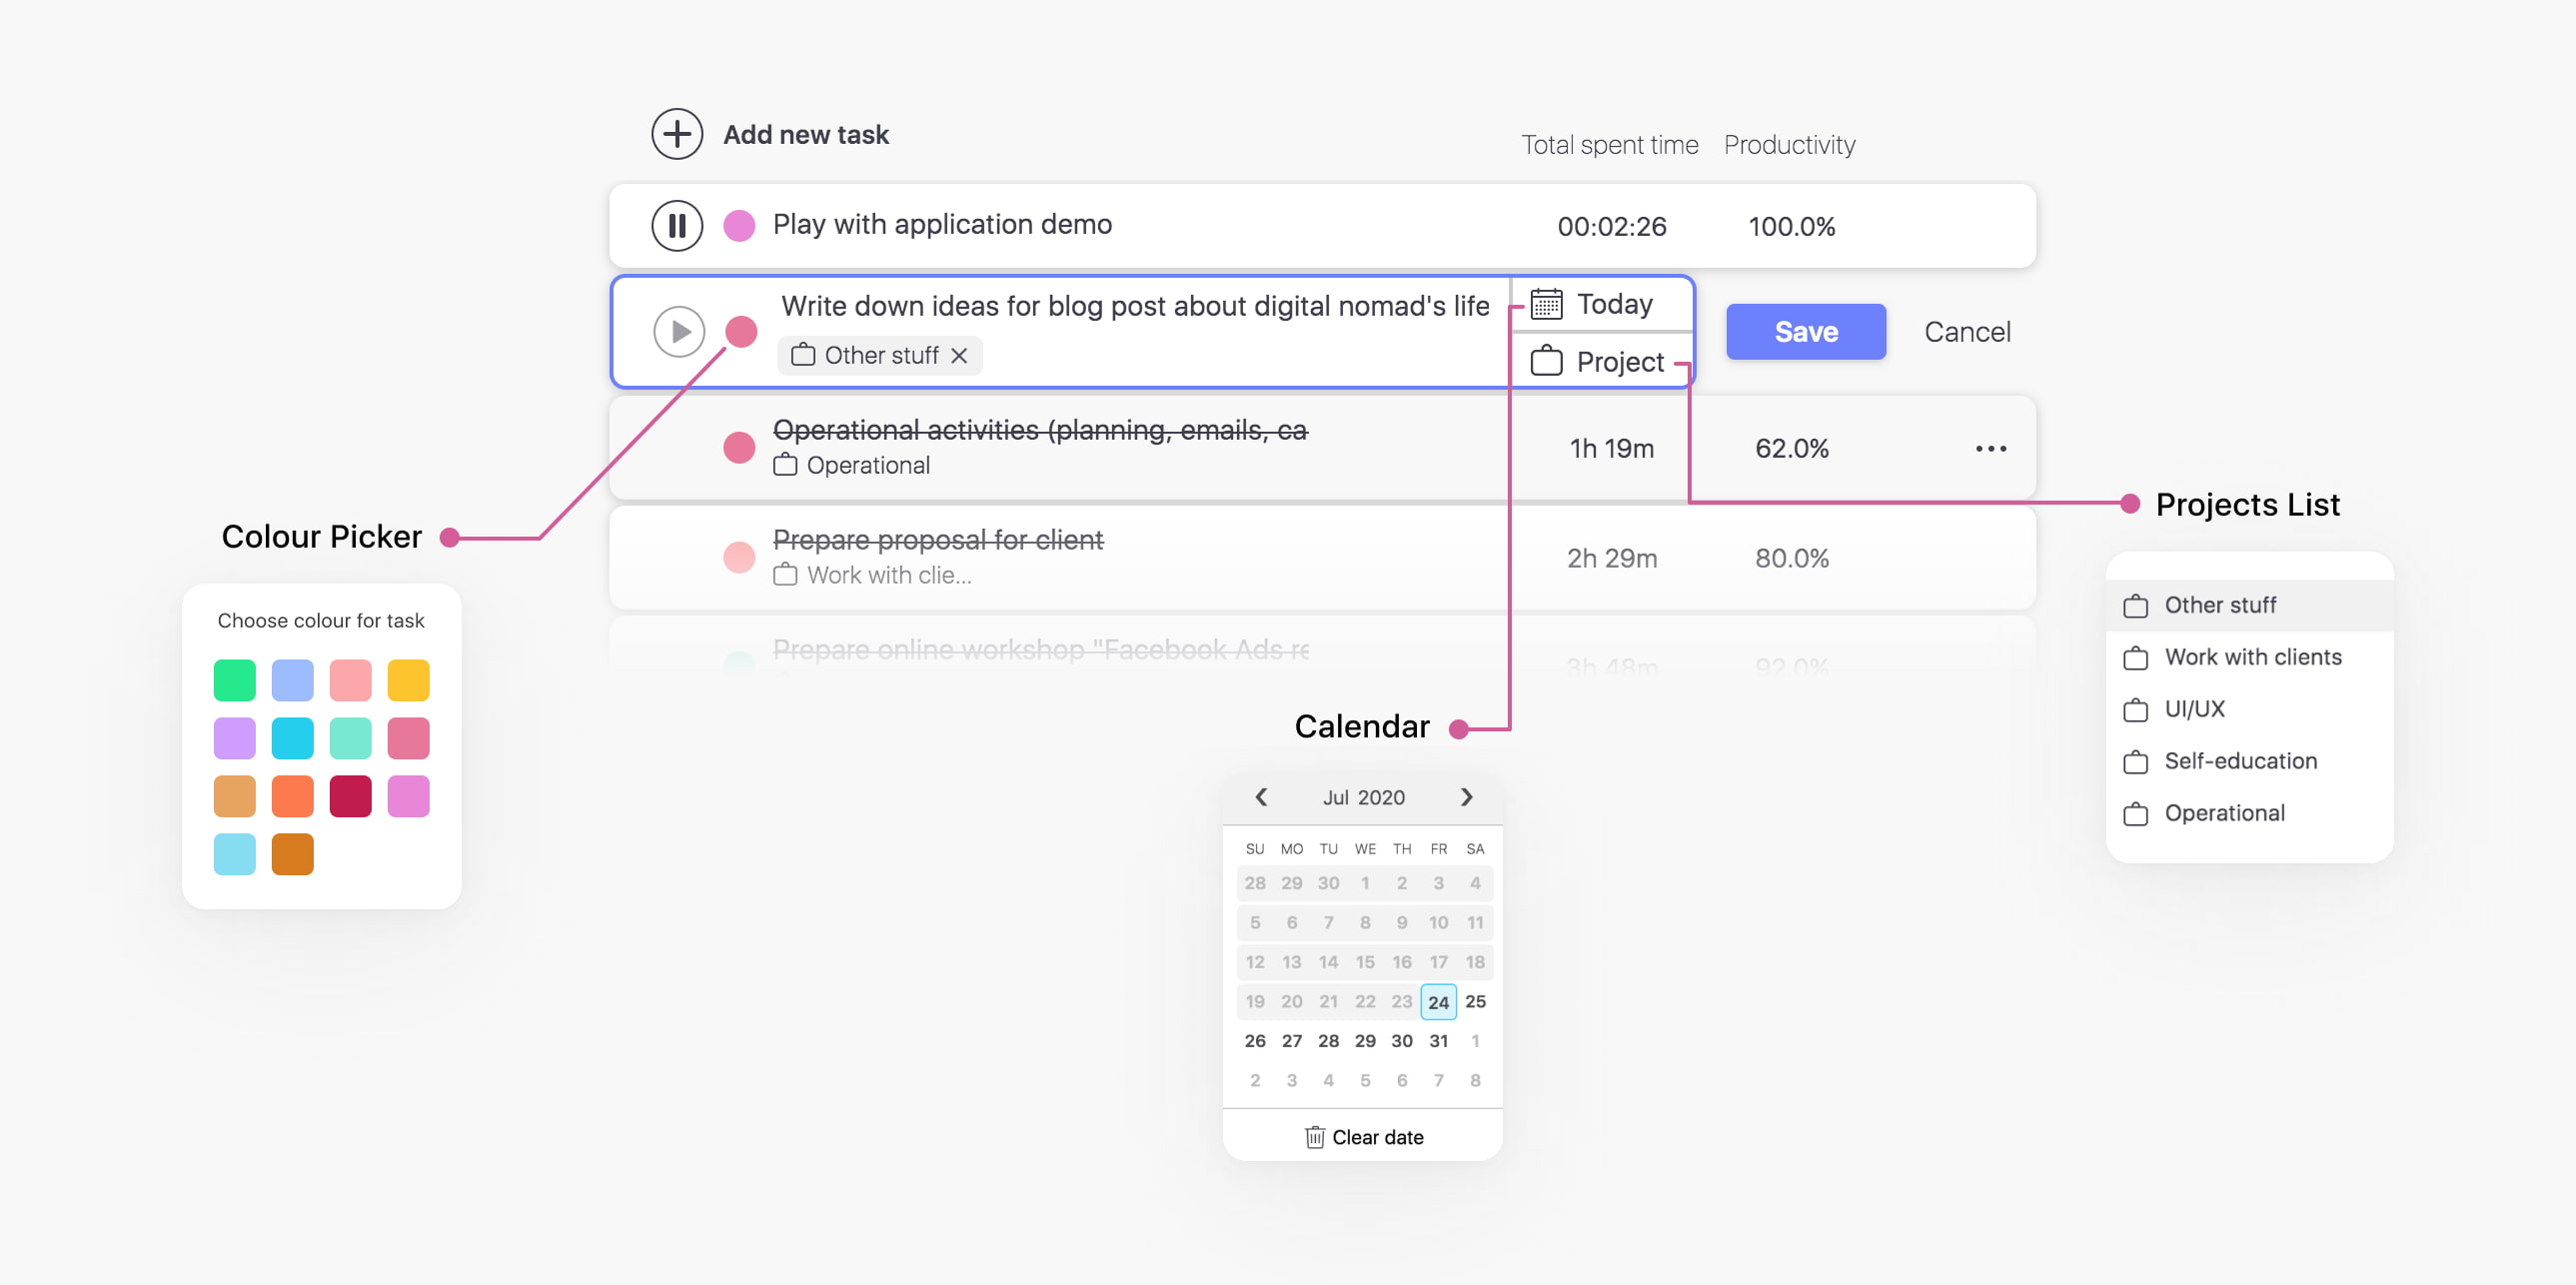 Add new task
Total spent time Productivity
Play with application demo 00:02:26 100.0%
Write down ideas for blog post about digital nomad's life Today
Other stuff Project
Save Cancel
Operational activities (planning, emails, ca
Operational
1h 19m 62.0%
Prepare proposal for client
Work with clie...
2h 29m 80.0%
Prepare online workshop "Facebook Ads re
3h 48m 92.0%
Colour Picker
Choose colour for task
Calendar
Jul 2020
SU MO TU WE TH FR SA
28 29 30 1 2 3 4
5 6 7 8 9 10 11
12 13 14 15 16 17 18
19 20 21 22 23 24 25
26 27 28 29 30 31 1
2 3 4 5 6 7 8
Clear date
Projects List
Other stuff
Work with clients
UI/UX
Self-education
Operational